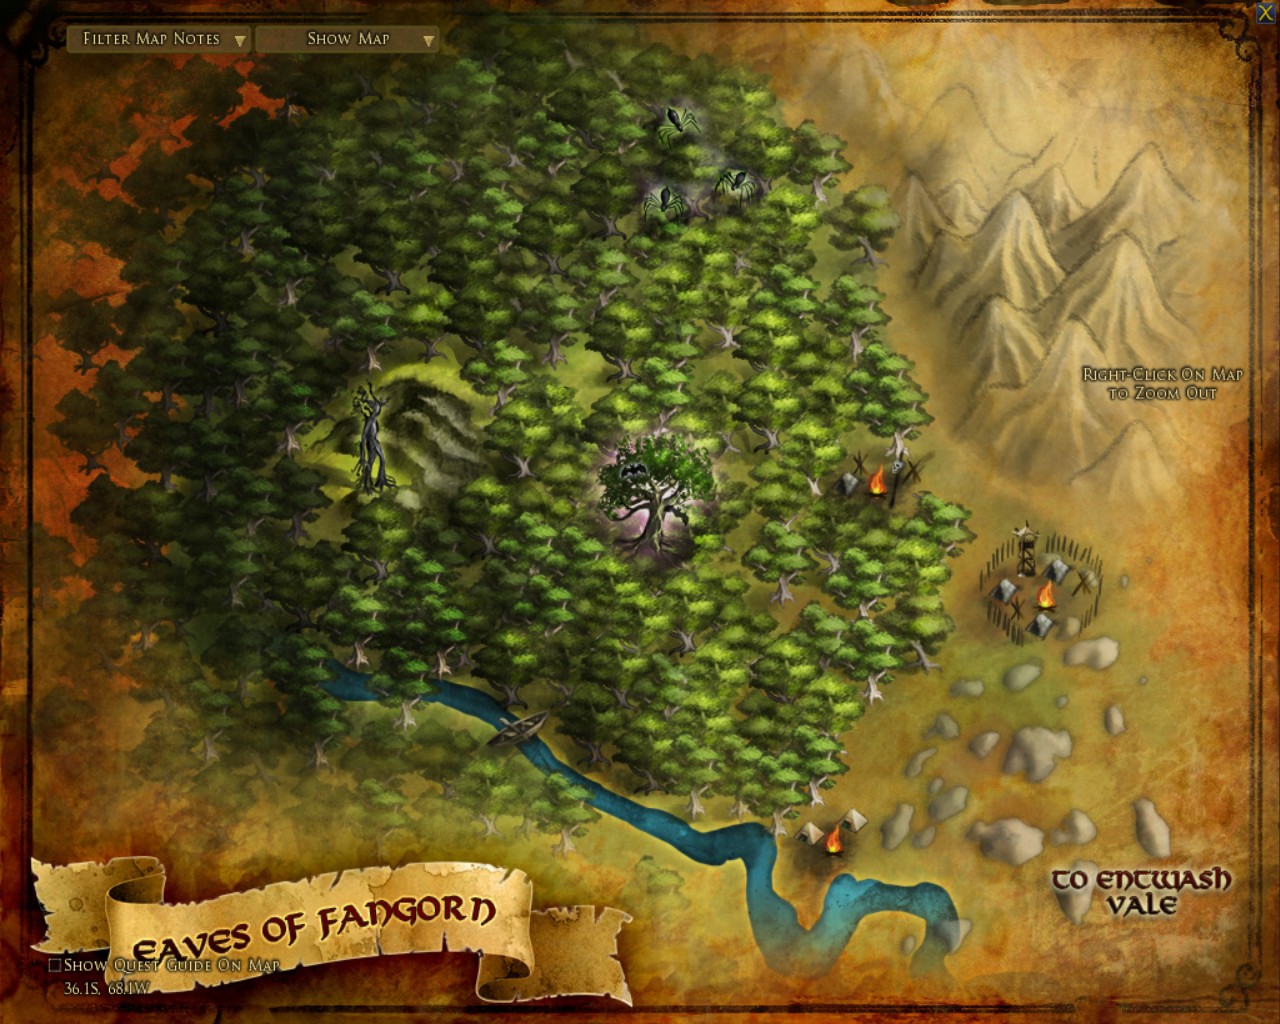 FILTER MAP NOTES
SHOW MAP
X
RIGHT-CLICK ON MAP
TO ZOOM OUT
TO ENTWASH
VALE
EAVES OF FANGORN
SHOW QUEST GUIDE ON MAP
36.1S, 68.1W